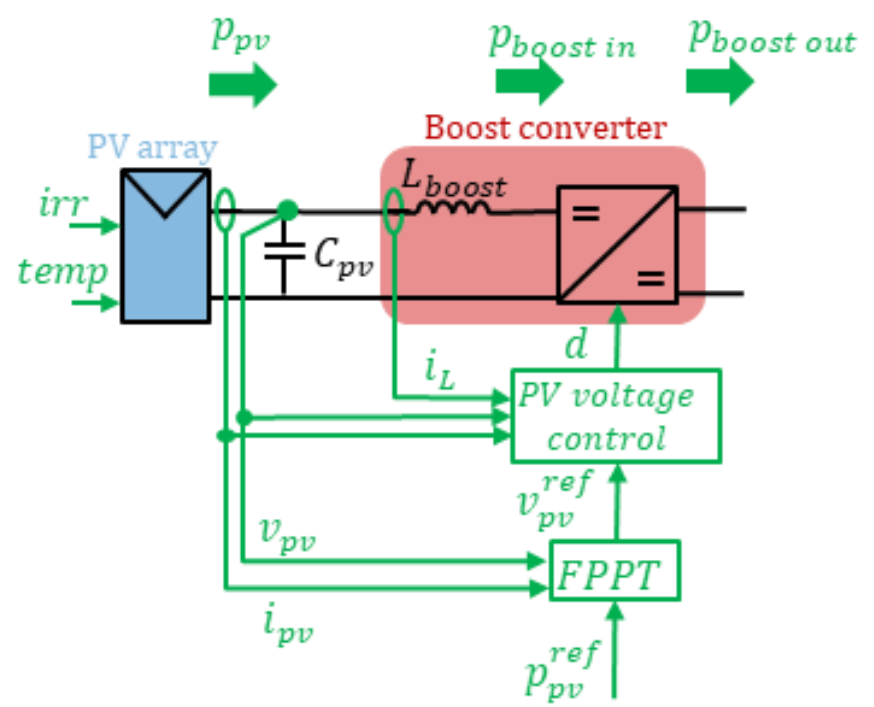 p_pv
p_boost in
p_boost out
Boost converter
PV array
L_boost
irr
=
C_pv
temp
=
d
i_L
PV voltage
control
v_pv^ref
v_pv
FPPT
i_pv
p_pv^ref